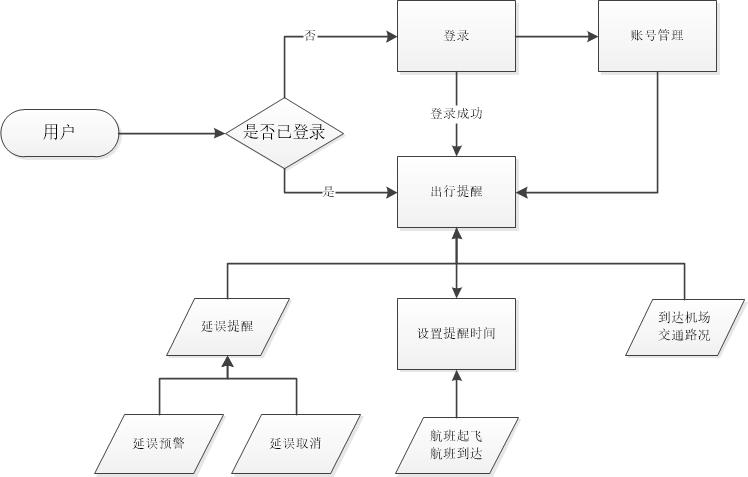 否
登录
账号管理
登录成功
用户
是否已登录
是
出行提醒
延误提醒
设置提醒时间
到达机场
交通路况
延误预警
延误取消
航班起飞
航班到达